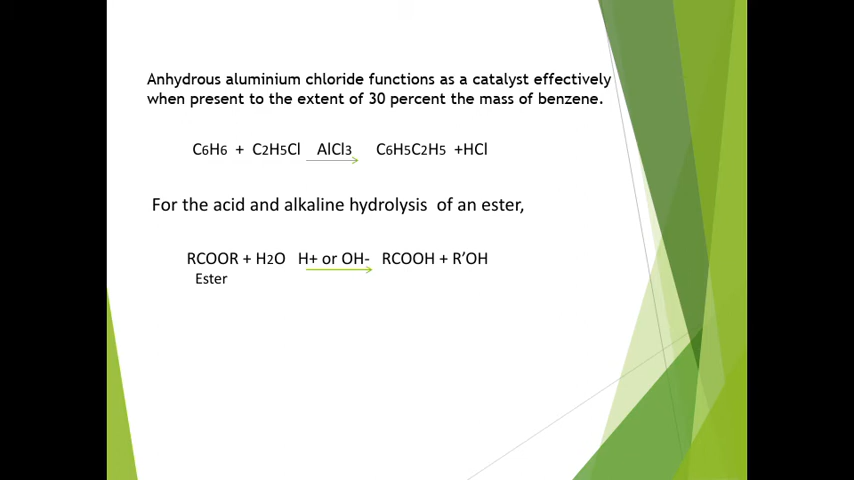 Anhydrous aluminium chloride functions as a catalyst effectively
when present to the extent of 30 percent the mass of benzene.
C6H6 + C2H5Cl AlCl3 C6H5C2H5 +HCl
For the acid and alkaline hydrolysis of an ester,
RCOOR + H2O H+ or OH- RCOOH + R’OH
Ester